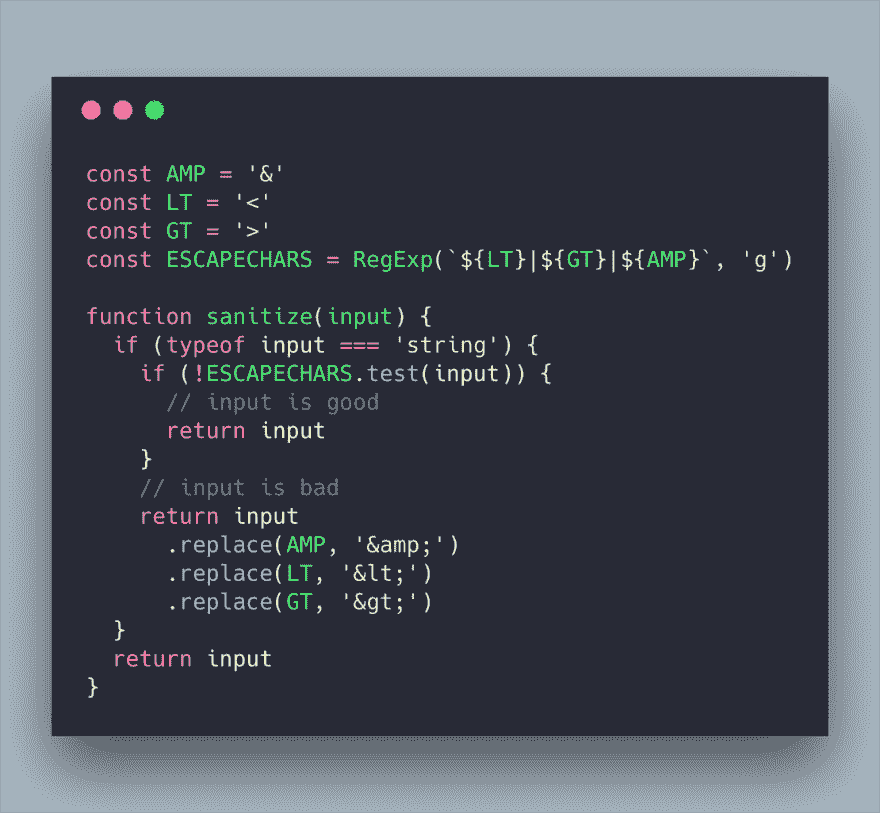 const AMP = '&'
const LT = '<'
const GT = '>'
const ESCAPECHARS = RegExp(`${LT}|${GT}|${AMP}`, 'g')

function sanitize(input) {
  if (typeof input === 'string') {
    if (!ESCAPECHARS.test(input)) {
      // input is good
      return input
    }
    // input is bad
    return input
      .replace(AMP, '&amp;')
      .replace(LT, '&lt;')
      .replace(GT, '&gt;')
  }
  return input
}